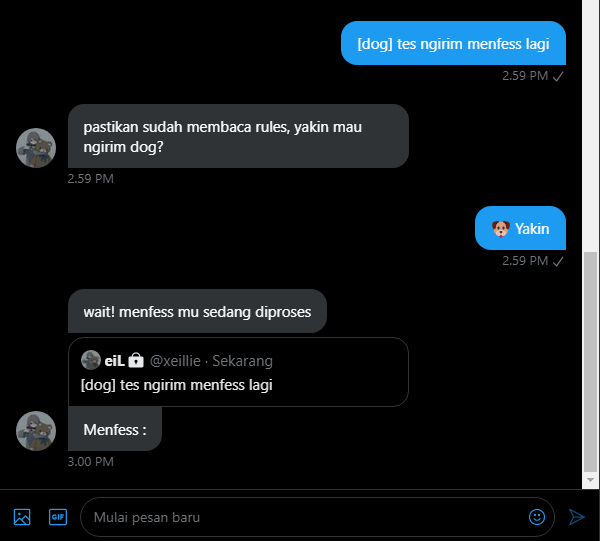 [dog] tes ngirim menfess lagi
2.59 PM
pastikan sudah membaca rules, yakin mau
ngirim dog?
2.59 PM
🐶 Yakin
2.59 PM
wait! menfess mu sedang diproses
eiL @xeillie · Sekarang
[dog] tes ngirim menfess lagi
Menfess :
3.00 PM
GIF
Mulai pesan baru